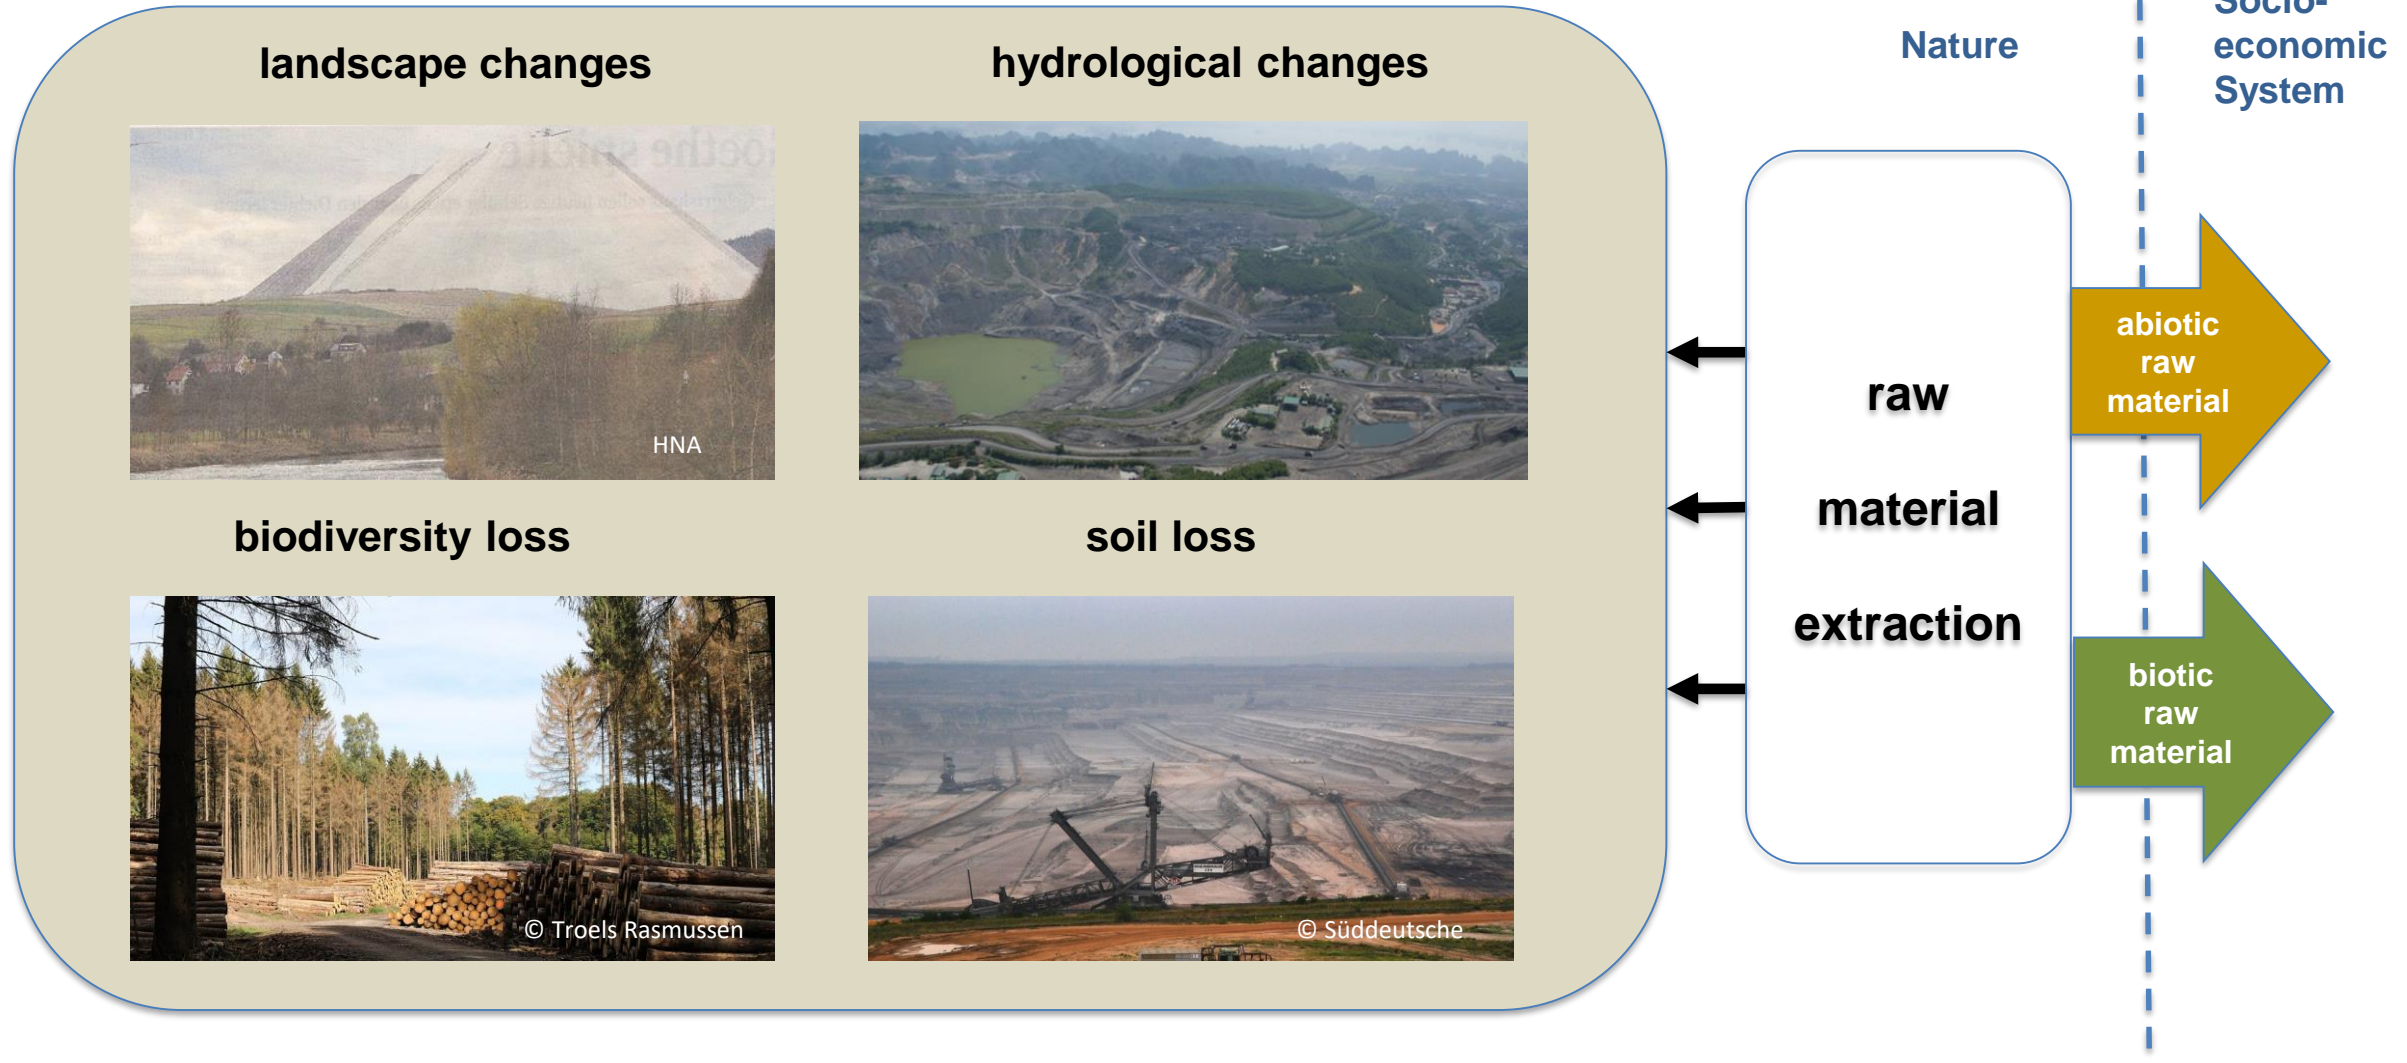 landscape changes
hydrological changes
HNA
biodiversity loss
soil loss
© Troels Rasmussen
© Süddeutsche
Nature
Socio-
economic
System
raw
material
extraction
abiotic
raw
material
biotic
raw
material